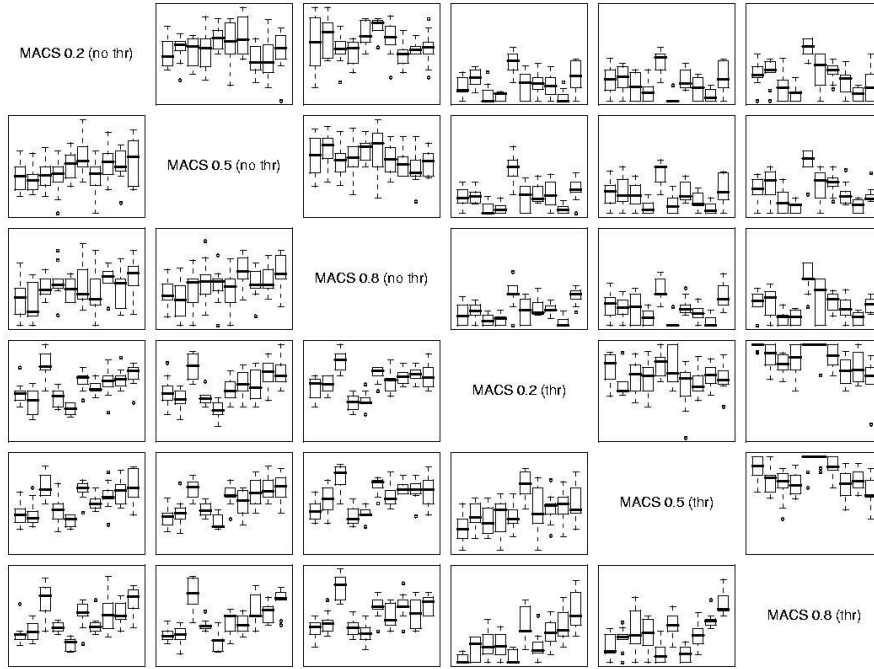 MACS 0.2 (no thr)
MACS 0.5 (no thr)
MACS 0.8 (no thr)
MACS 0.2 (thr)
MACS 0.5 (thr)
MACS 0.8 (thr)